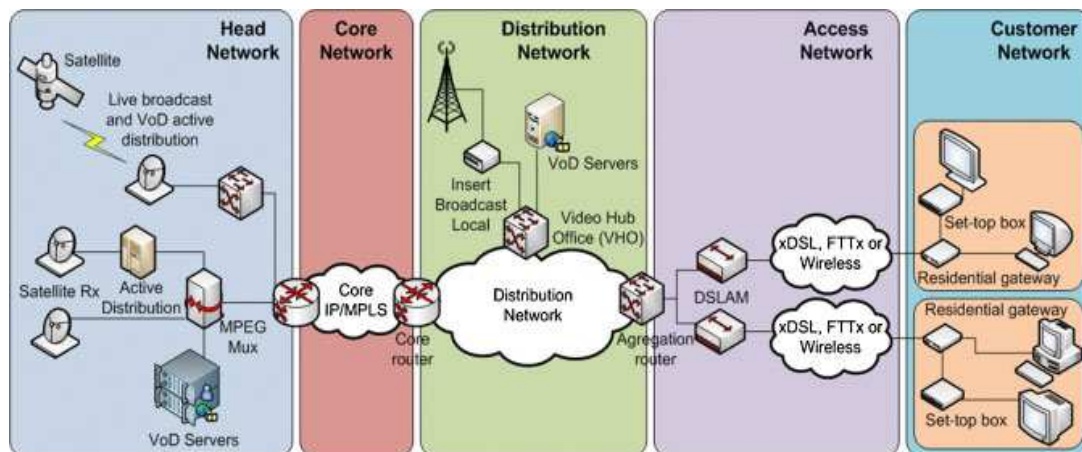 Head
Network
Satellite
Live broadcast
and VoD active
distribution
Satellite Rx
Active
Distribution
MPEG
Mux
VoD Servers
Core
Network
Core
IP/MPLS
Core
router
Distribution
Network
VoD Servers
Insert
Broadcast
Local
Video Hub
Office (VHO)
Distribution
Network
Agregation
router
Access
Network
DSLAM
xDSL, FTTx or
Wireless
xDSL, FTTx or
Wireless
Customer
Network
Set-top box
Residential gateway
Residential gateway
Set-top box